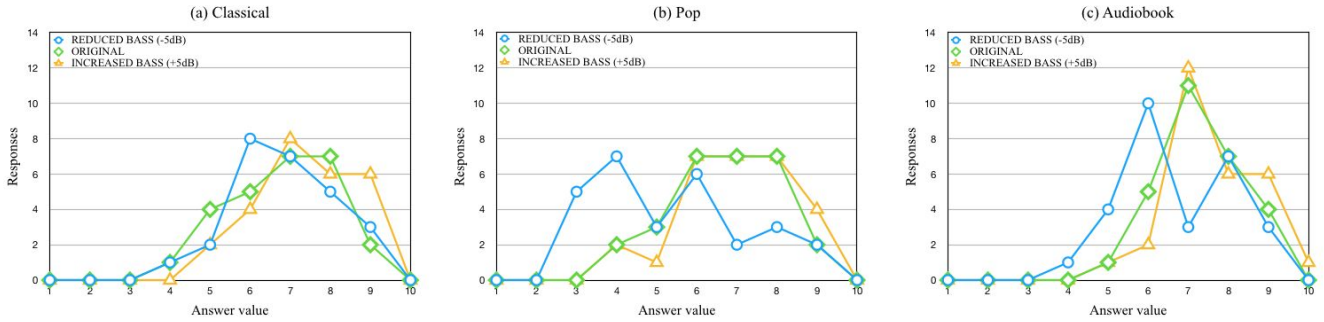 (a) Classical
14
12
10
8
6
4
2
0
REDUCED BASS (-5dB)
ORIGINAL
INCREASED BASS (+5dB)
Responses
1 2 3 4 5 6 7 8 9 10
Answer value
(b) Pop
14
12
10
8
6
4
2
0
REDUCED BASS (-5dB)
ORIGINAL
INCREASED BASS (+5dB)
Responses
1 2 3 4 5 6 7 8 9 10
Answer value
(c) Audiobook
14
12
10
8
6
4
2
0
REDUCED BASS (-5dB)
ORIGINAL
INCREASED BASS (+5dB)
Responses
1 2 3 4 5 6 7 8 9 10
Answer value